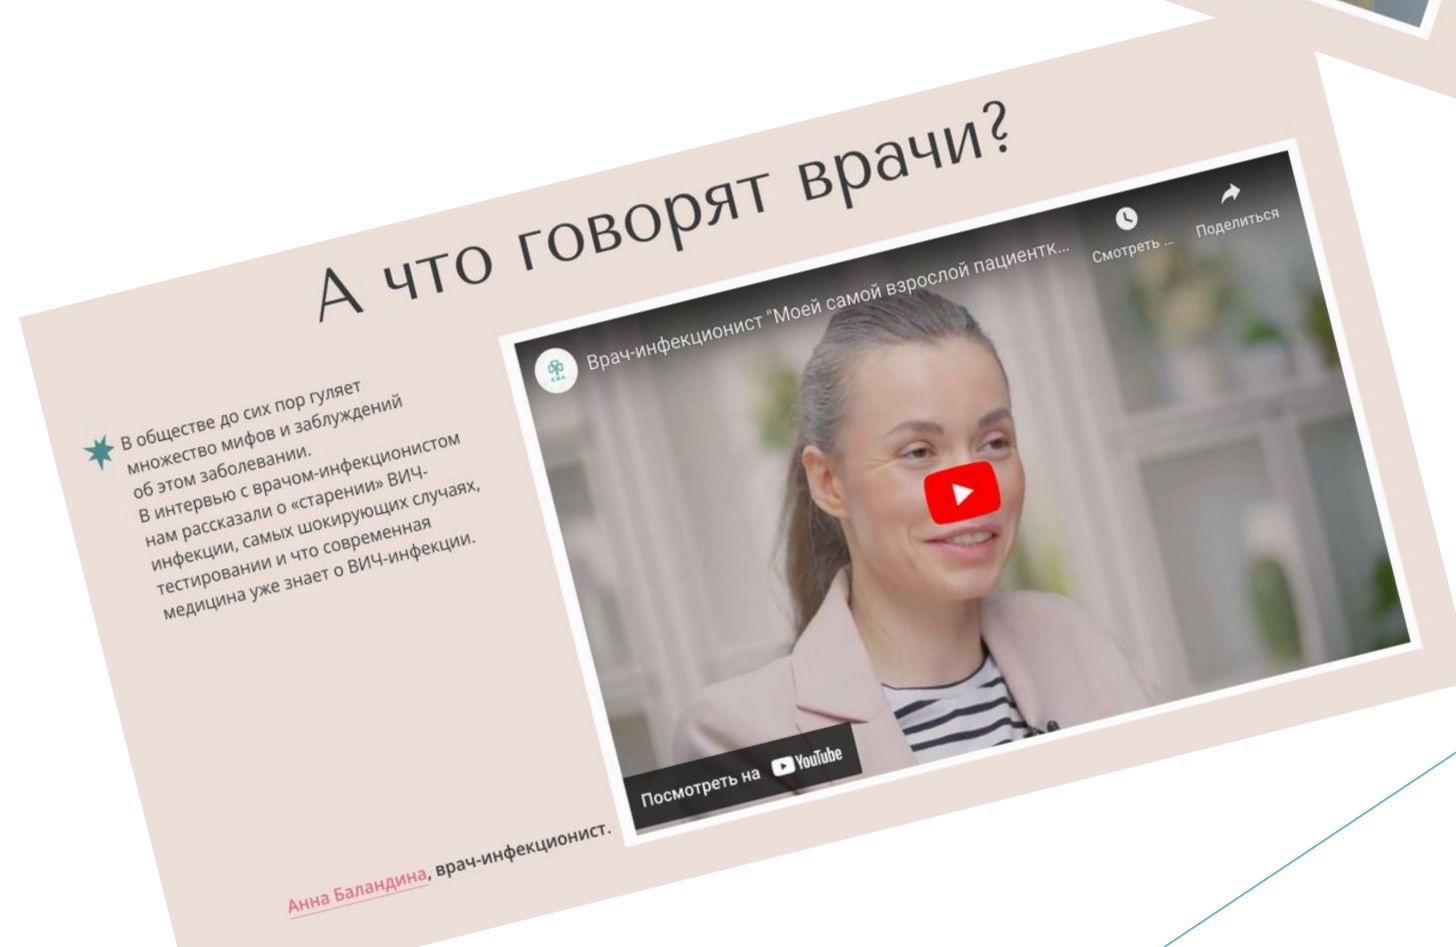 А что говорят врачи?
В обществе до сих пор гуляет
множество мифов и заблуждений
об этом заболевании.
В интервью с врачом-инфекционистом
нам рассказали о «старении» ВИЧ-
инфекции, самых шокирующих случаях,
тестировании и что современная
медицина уже знает о ВИЧ-инфекции.
Анна Баландина, врач-инфекционист.
Е.В.А.
Врач-инфекционист "Моей самой взрослой пациентк...
Смотреть ...
Поделиться
Посмотреть на YouTube